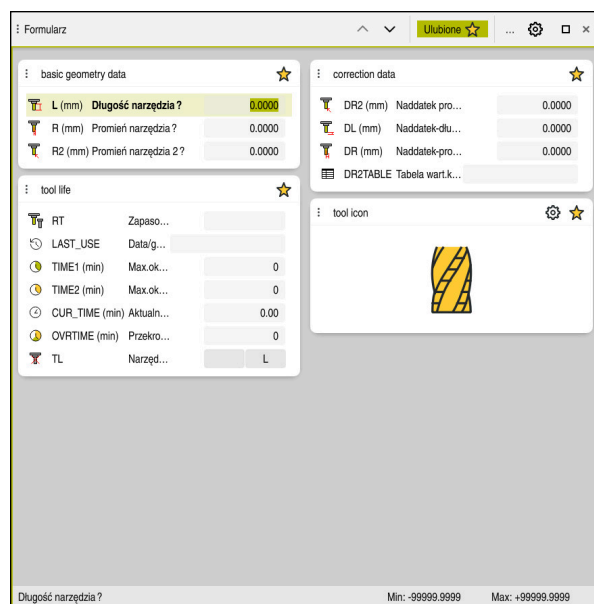 Formularz
Ulubione
...
basic geometry data
L (mm) Długość narzędzia? 0.0000
R (mm) Promień narzędzia? 0.0000
R2 (mm) Promień narzędzia 2? 0.0000
tool life
RT Zapaso...
LAST_USE Data/g...
TIME1 (min) Max.ok... 0
TIME2 (min) Max.ok... 0
CUR_TIME (min) Aktualn... 0.00
OVRTIME (min) Przekro... 0
TL Narzęd... L
correction data
DR2 (mm) Naddatek pro... 0.0000
DL (mm) Naddatek-dłu... 0.0000
DR (mm) Naddatek-pro... 0.0000
DR2TABLE Tabela wart.k...
tool icon
Długość narzędzia? Min: -99999.9999 Max: +99999.9999